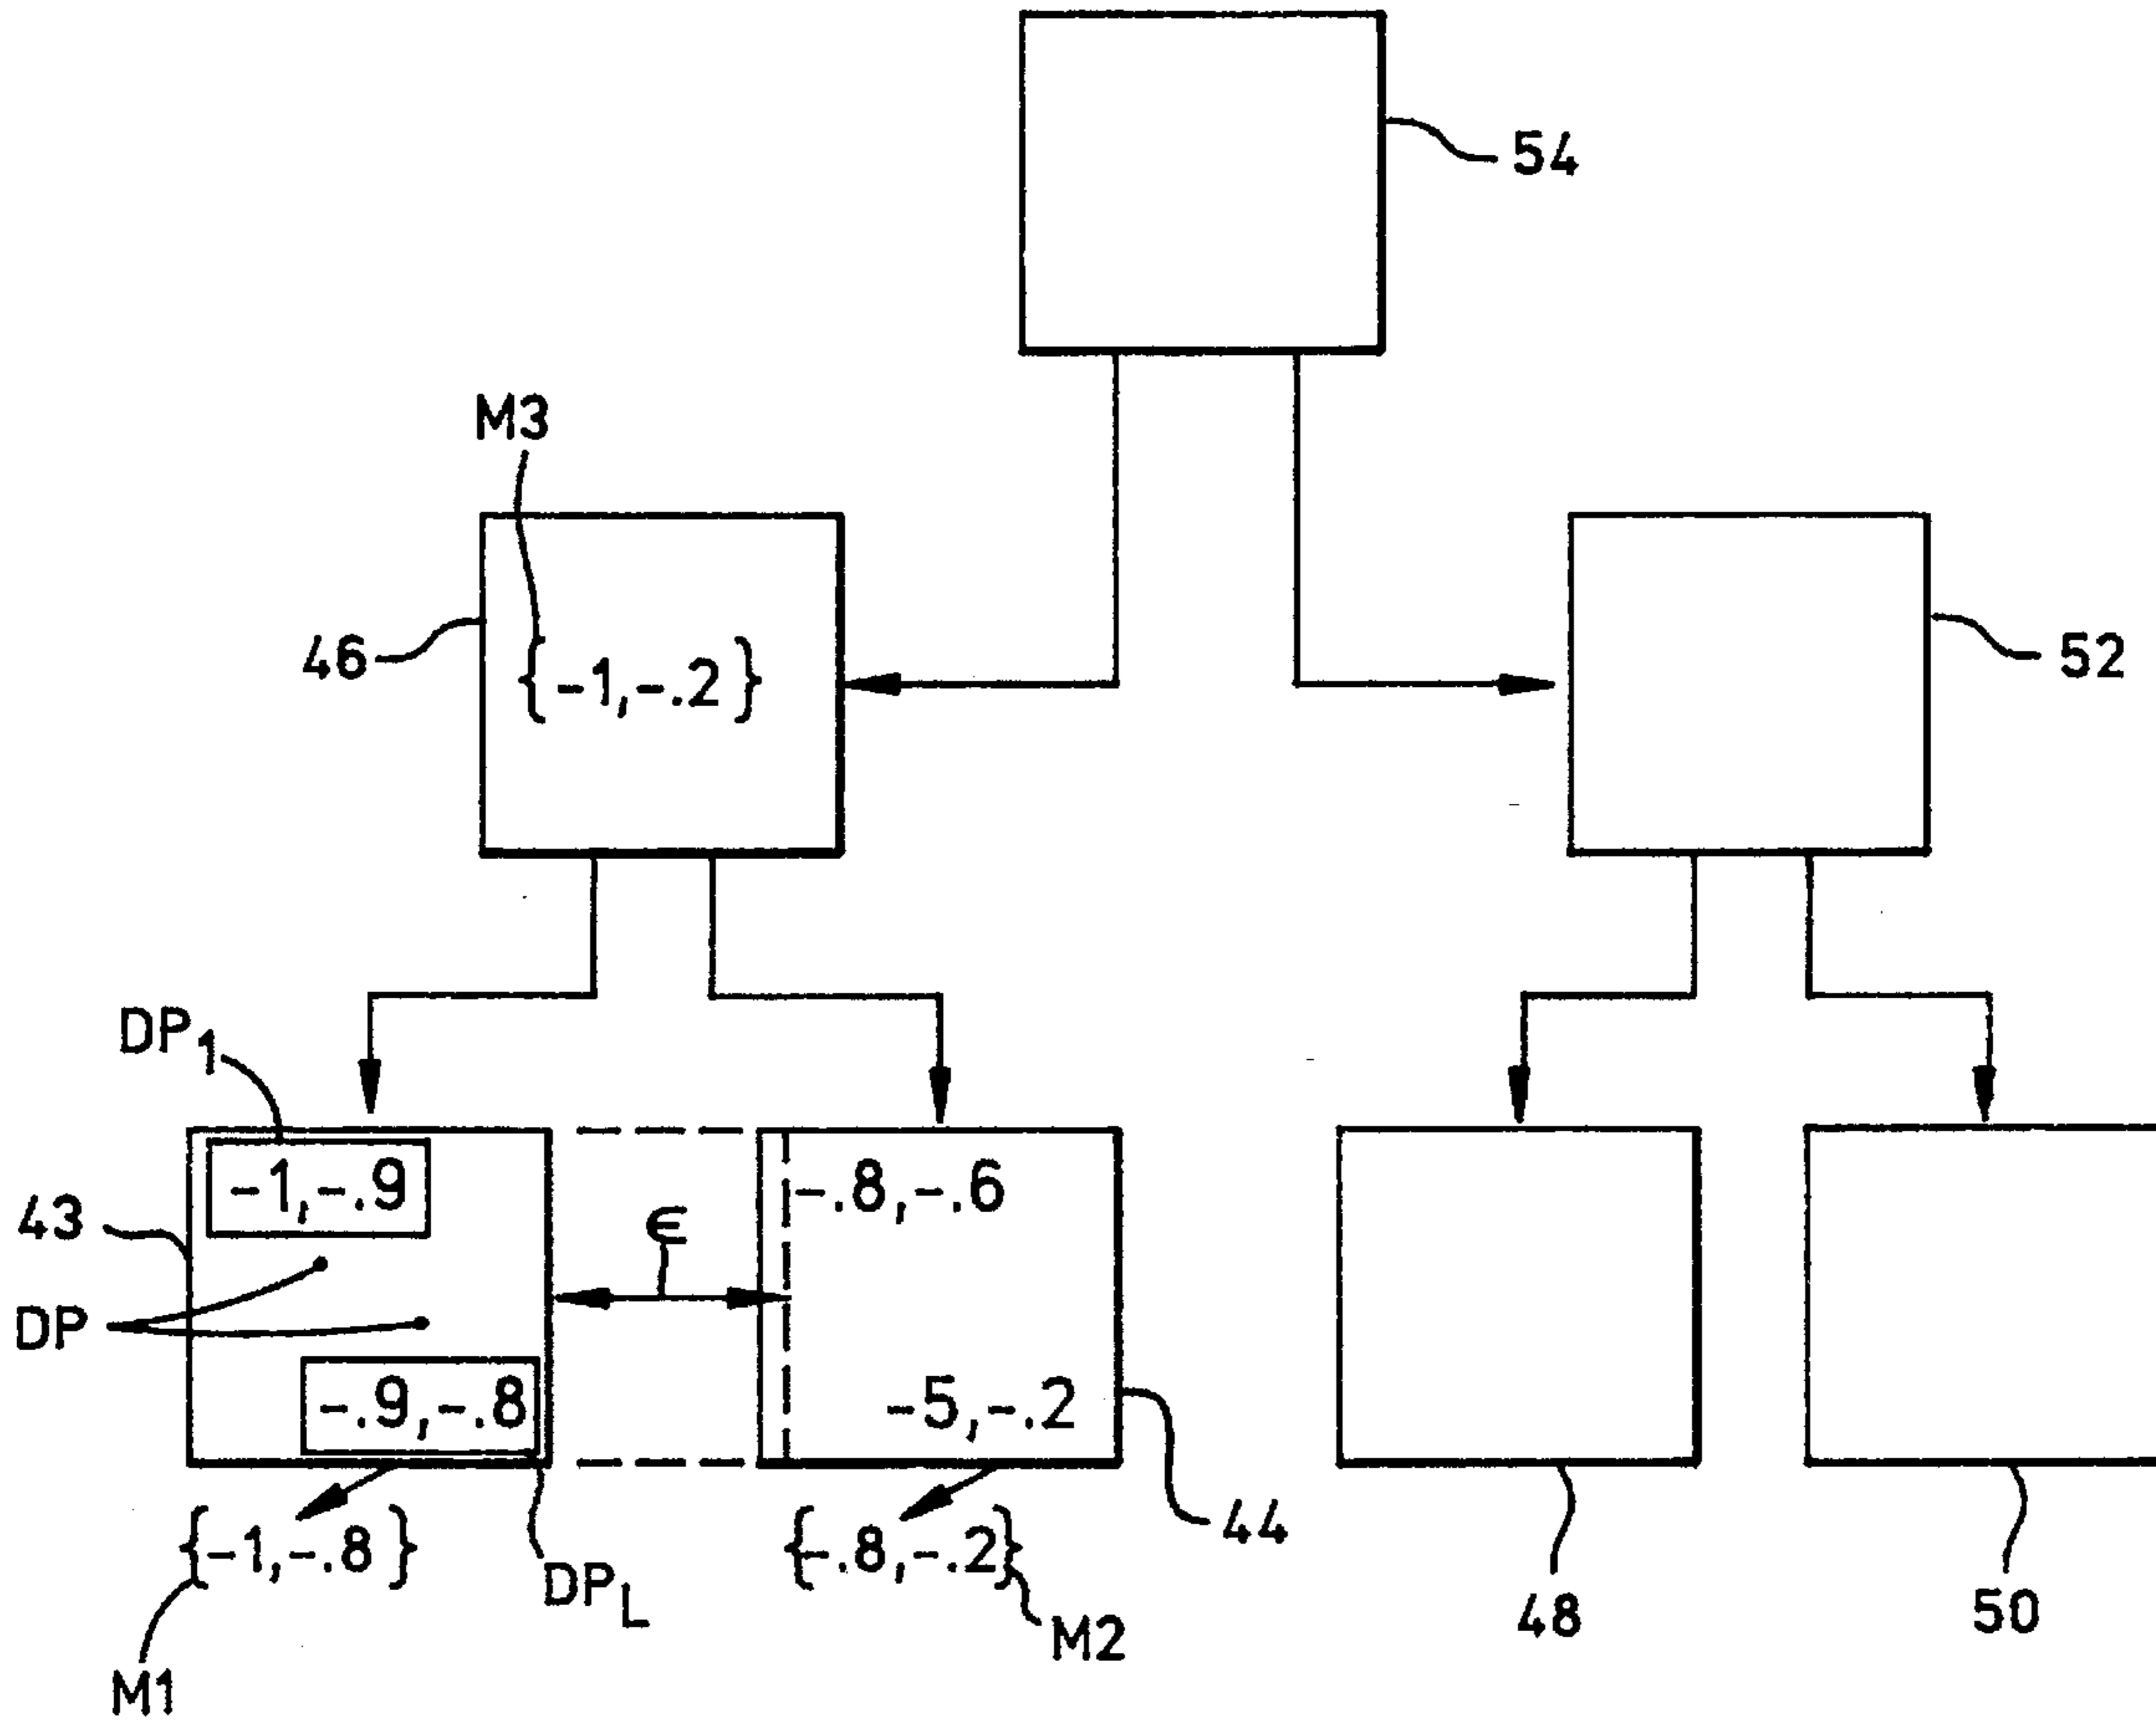 54
M3
46
{-1,-.2}
52
DP1
-1,-.9
-.8,-.6
43
ϵ
DP
-.9,-.8
-5,-.2
{-1,-.8}
{-.8,-.2}
44
DPL
48
50
M2
M1